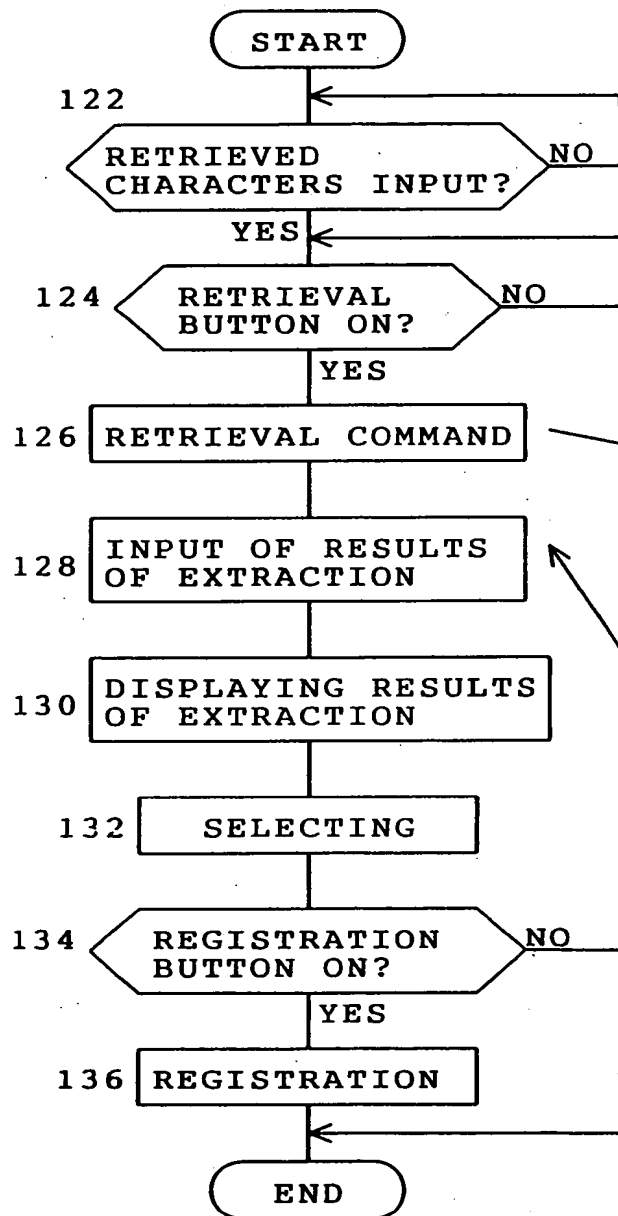 START
122
RETRIEVED
CHARACTERS INPUT?
NO
YES
124
RETRIEVAL
BUTTON ON?
NO
YES
126
RETRIEVAL COMMAND
128
INPUT OF RESULTS
OF EXTRACTION
130
DISPLAYING RESULTS
OF EXTRACTION
132
SELECTING
134
REGISTRATION
BUTTON ON?
NO
YES
136
REGISTRATION
END